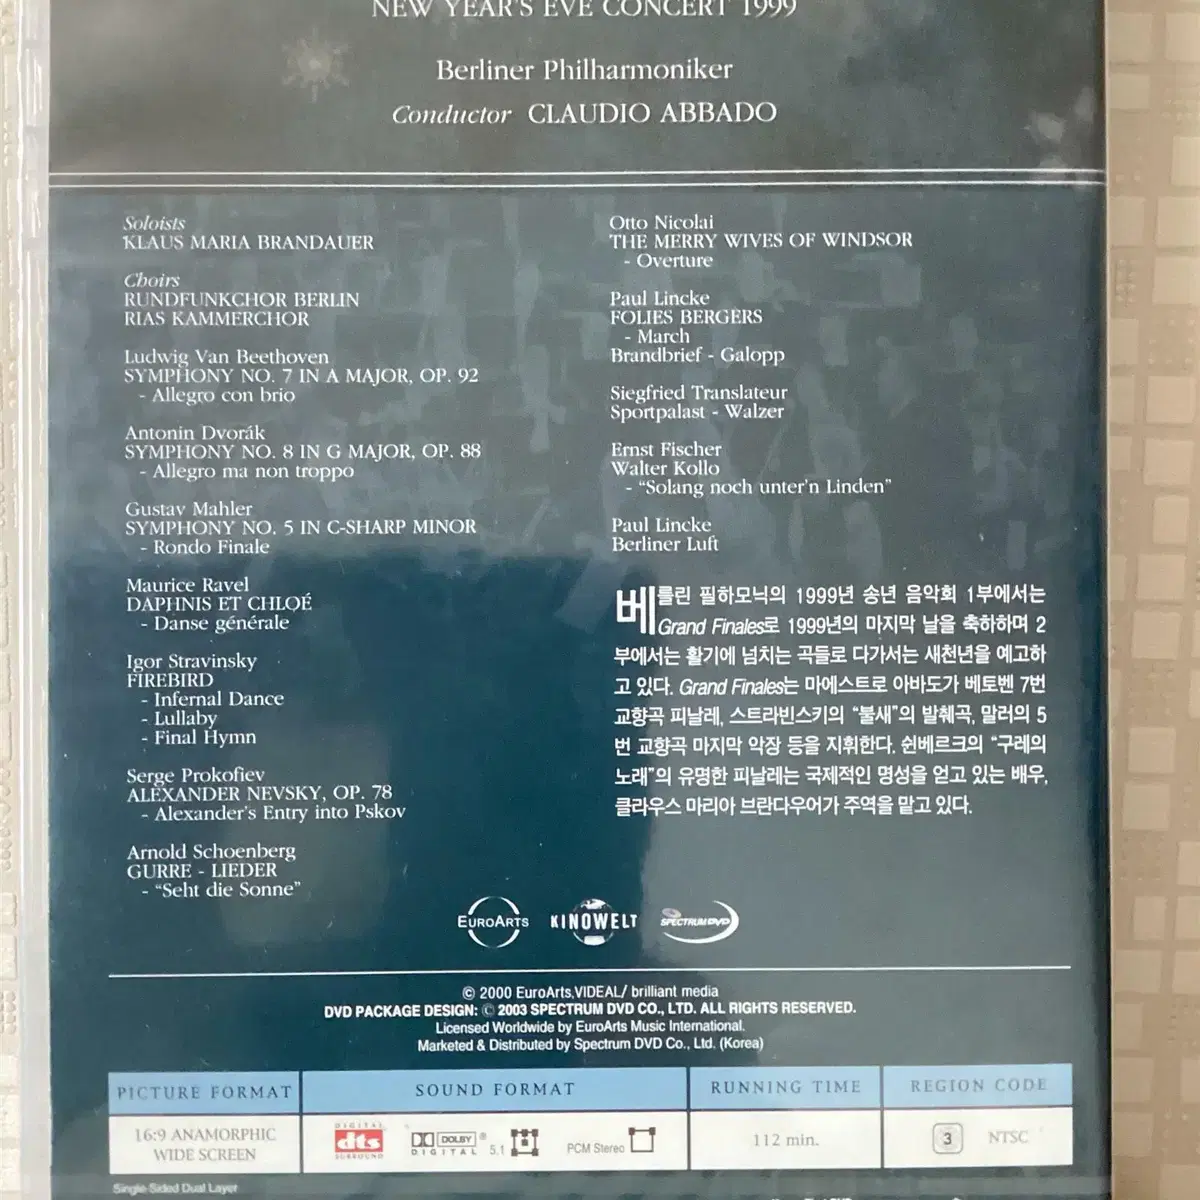 NEW YEAR'S EVE CONCERT 1999
Berliner Philharmoniker
Conductor CLAUDIO ABBADO
Soloists
KLAUS MARIA BRANDAUER
Choirs
RUNDFUNKCHOR BERLIN
RIAS KAMMERCHOR
Ludwig Van Beethoven
SYMPHONY NO. 7 IN A MAJOR, OP. 92
- Allegro con brio
Antonin Dvorák
SYMPHONY NO. 8 IN G MAJOR, OP. 88
- Allegro ma non troppo
Gustav Mahler
SYMPHONY NO. 5 IN C-SHARP MINOR
- Rondo Finale
Maurice Ravel
DAPHNIS ET CHLOÉ
- Danse générale
Igor Stravinsky
FIREBIRD
- Infernal Dance
- Lullaby
- Final Hymn
Serge Prokofiev
ALEXANDER NEVSKY, OP. 78
- Alexander's Entry into Pskov
Arnold Schoenberg
GURRE - LIEDER
- "Seht die Sonne"
Otto Nicolai
THE MERRY WIVES OF WINDSOR
- Overture
Paul Lincke
FOLIES BERGERS
- March
Brandbrief - Galopp
Siegfried Translateur
Sportpalast - Walzer
Ernst Fischer
Walter Kollo
- "Solang noch unter'n Linden"
Paul Lincke
Berliner Luft
베를린 필하모닉의 1999년 송년 음악회 1부에서는
Grand Finales로 1999년의 마지막 날을 축하하며 2
부에서는 활기에 넘치는 곡들로 다가서는 새천년을 예고하
고 있다. Grand Finales는 마에스트로 아바도가 베토벤 7번
교향곡 피날레, 스트라빈스키의 "불새"의 발췌곡, 말러의 5
번 교향곡 마지막 악장 등을 지휘한다. 쉰베르크의 "구레의
노래"의 유명한 피날레는 국제적인 명성을 얻고 있는 배우,
클라우스 마리아 브란다우어가 주역을 맡고 있다.
EUROARTS KINOWELT SPECTRUM DVD
© 2000 EuroArts,VIDEAL/ brilliant media
DVD PACKAGE DESIGN: © 2003 SPECTRUM DVD CO., LTD. ALL RIGHTS RESERVED.
Licensed Worldwide by EuroArts Music International.
Marketed & Distributed by Spectrum DVD Co., Ltd. (Korea)
PICTURE FORMAT SOUND FORMAT RUNNING TIME REGION CODE
16:9 ANAMORPHIC
WIDE SCREEN
DIGITAL dts SURROUND
DOLBY® DIGITAL 5.1
PCM Stereo
112 min.
3 NTSC
Single-Sided Dual Layer